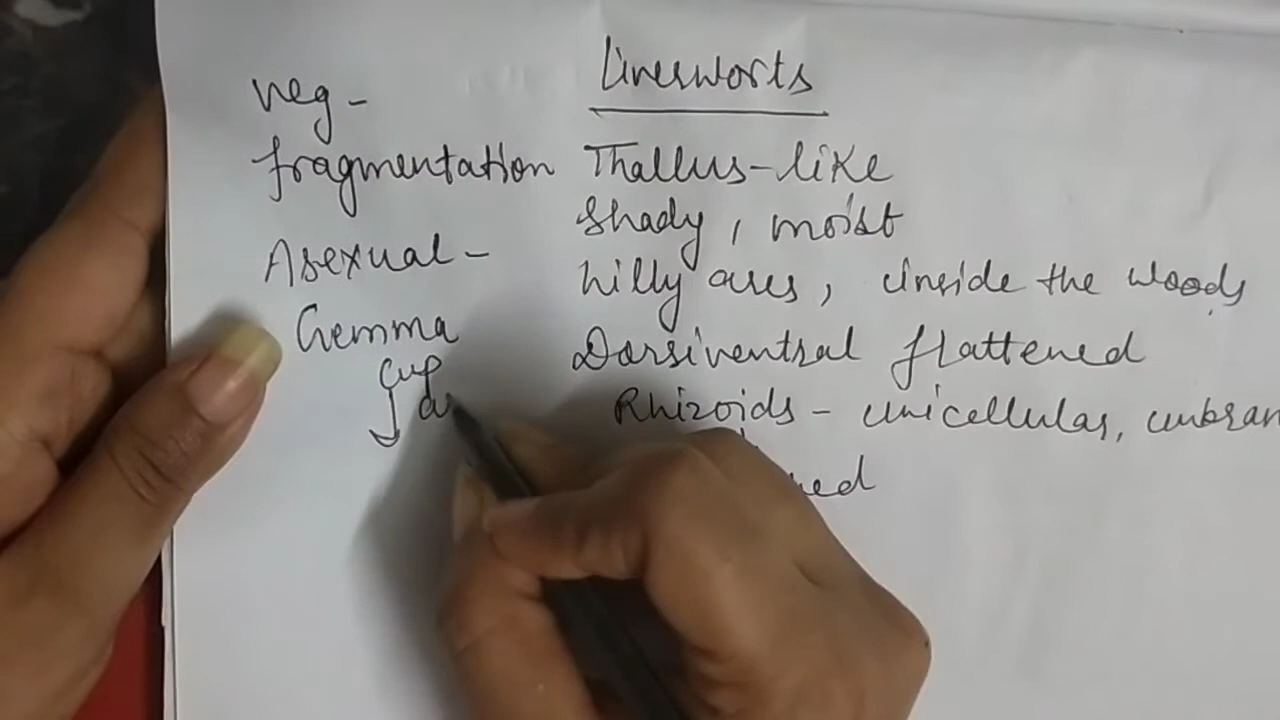 Liverworts
Veg -
fragmentation
Asexual -
Gemma
cup
Thallus-like
Shady, moist
hilly ares, inside the woods
Dorsiventral flattened
Rhizoids - unicellular, unbran